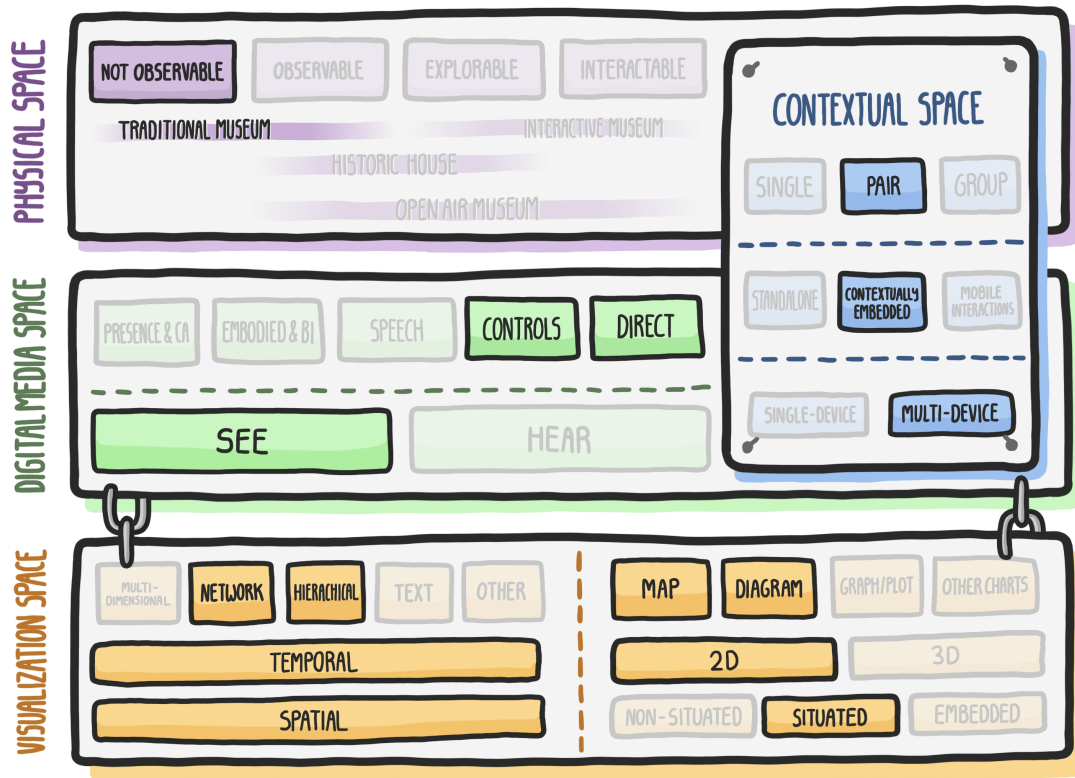 PHYSICAL SPACE
NOT OBSERVABLE
OBSERVABLE
EXPLORABLE
INTERACTABLE
TRADITIONAL MUSEUM
INTERACTIVE MUSEUM
HISTORIC HOUSE
OPEN AIR MUSEUM
CONTEXTUAL SPACE
SINGLE
PAIR
GROUP
STANDALONE
CONTEXTUALLY
EMBEDDED
MOBILE
INTERACTIONS
SINGLE-DEVICE
MULTI-DEVICE
DIGITAL MEDIA SPACE
PRESENCE & CA
EMBODIED & BI
SPEECH
CONTROLS
DIRECT
SEE
HEAR
VISUALIZATION SPACE
MULTI-
DIMENSIONAL
NETWORK
HIERACHICAL
TEXT
OTHER
TEMPORAL
SPATIAL
MAP
DIAGRAM
GRAPH/PLOT
OTHER CHARTS
2D
3D
NON-SITUATED
SITUATED
EMBEDDED